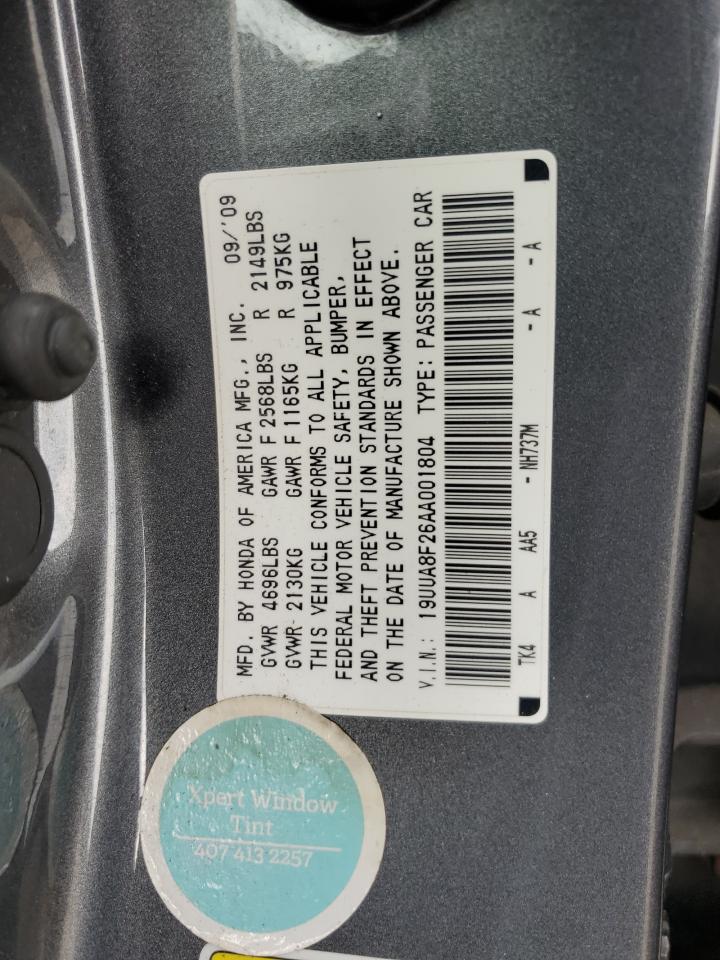 MFD. BY HONDA OF AMERICA MFG., INC. 09/'09
GVWR 4696LBS GAWR F 2568LBS R 2149LBS
GVWR 2130KG GAWR F 1165KG R 975KG
THIS VEHICLE CONFORMS TO ALL APPLICABLE
FEDERAL MOTOR VEHICLE SAFETY, BUMPER,
AND THEFT PREVENTION STANDARDS IN EFFECT
ON THE DATE OF MANUFACTURE SHOWN ABOVE.
V.I.N.: 19UUA8F26AA001804 TYPE: PASSENGER CAR
TK4 A AA5 - NH737M - A - A
Xpert Window
Tint
407 413 2257